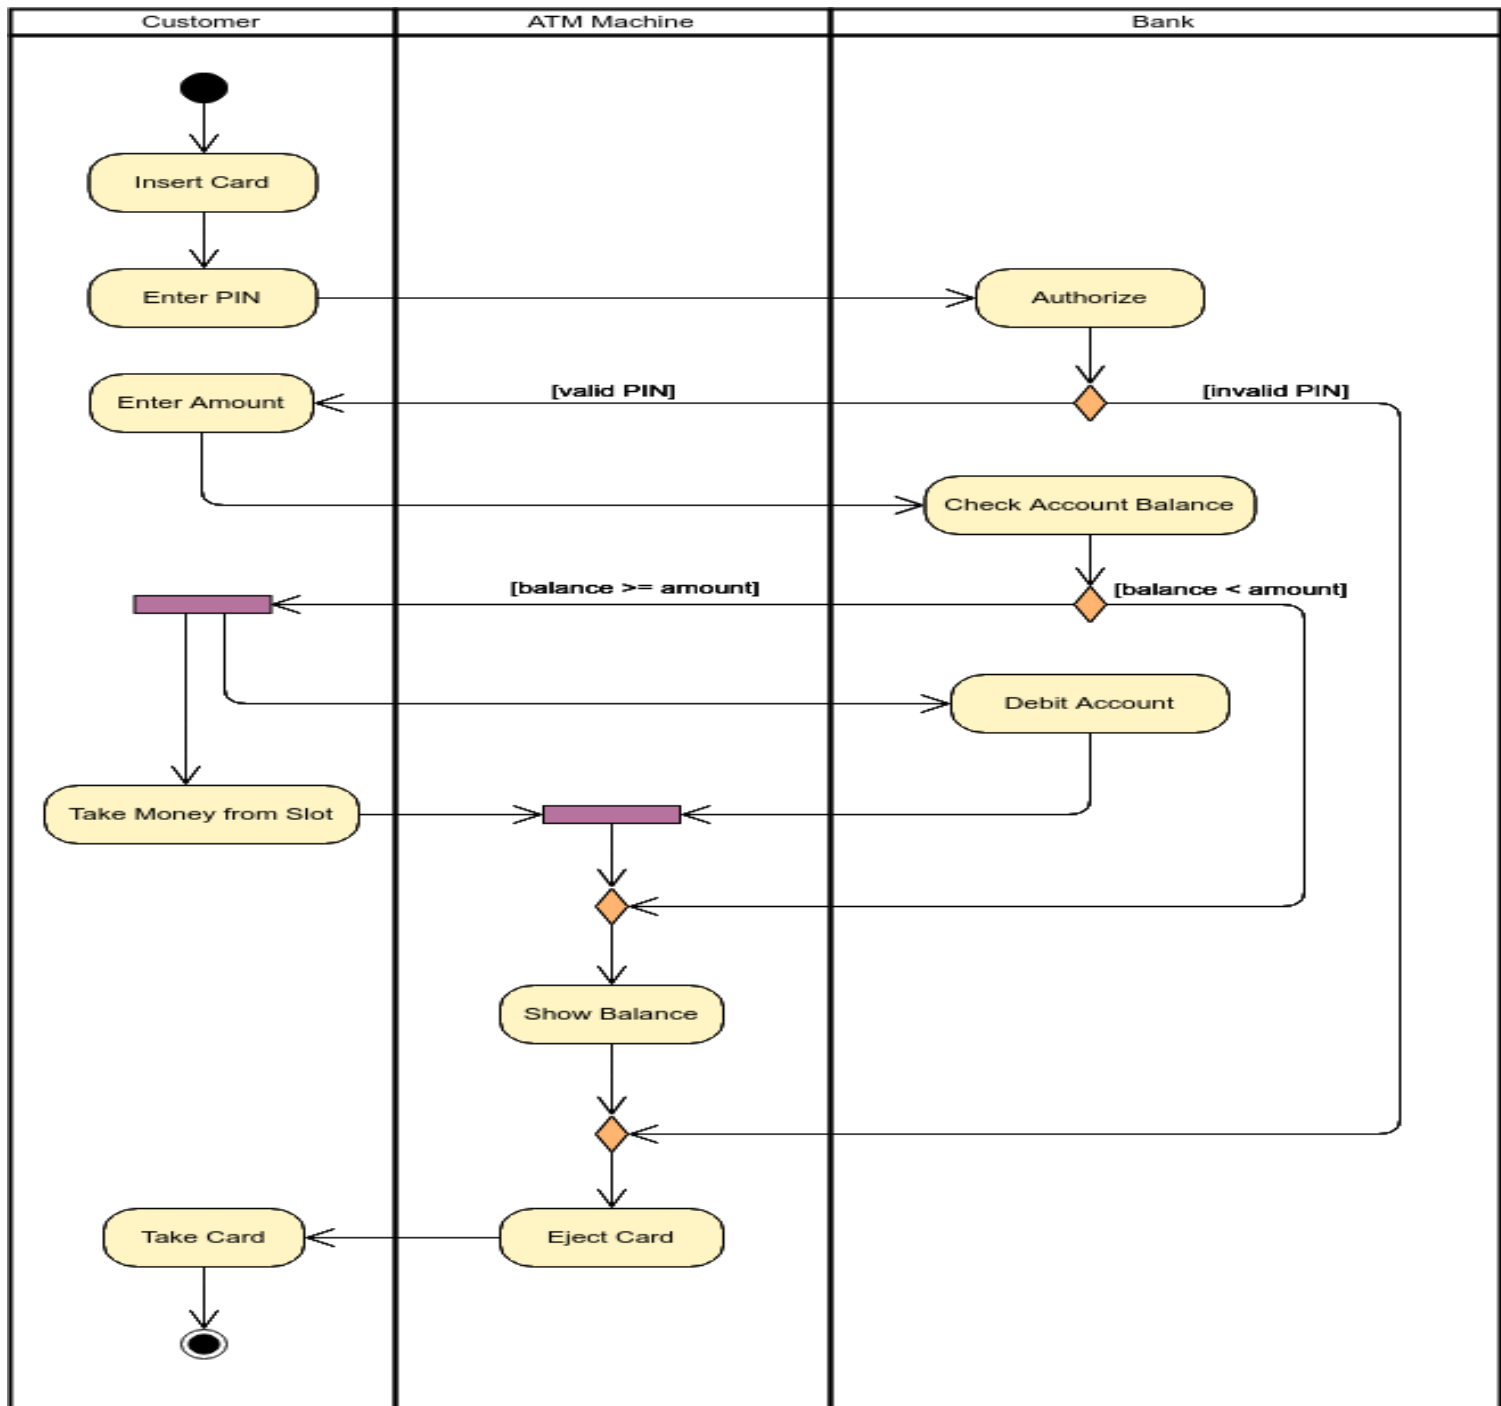 Customer
ATM Machine
Bank
Insert Card
Enter PIN
Authorize
Enter Amount
[valid PIN]
[invalid PIN]
Check Account Balance
[balance >= amount]
[balance < amount]
Debit Account
Take Money from Slot
Show Balance
Take Card
Eject Card